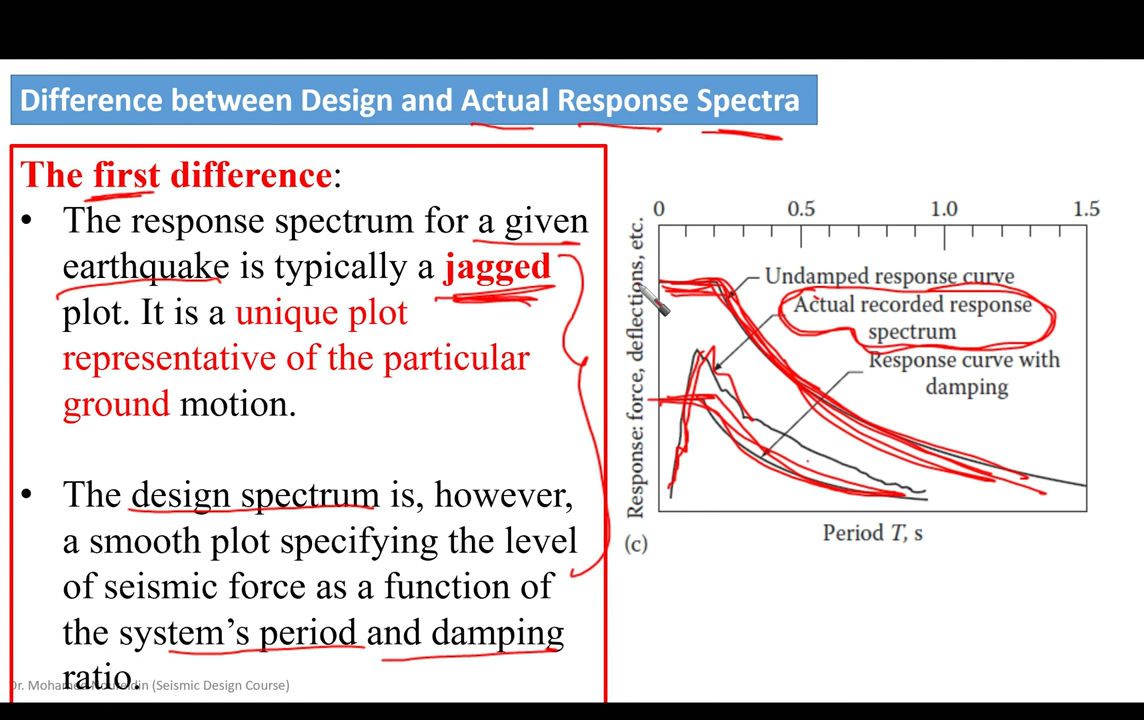 Difference between Design and Actual Response Spectra
The first difference:
• The response spectrum for a given
earthquake is typically a jagged
plot. It is a unique plot
representative of the particular
ground motion.
• The design spectrum is, however,
a smooth plot specifying the level
of seismic force as a function of
the system's period and damping
ratio.
Dr. Mohamed Noureldin (Seismic Design Course)
0 0.5 1.0 1.5
Undamped response curve
Actual recorded response
spectrum
Response curve with
damping
Response: force, deflections, etc.
Period T, s
(c)